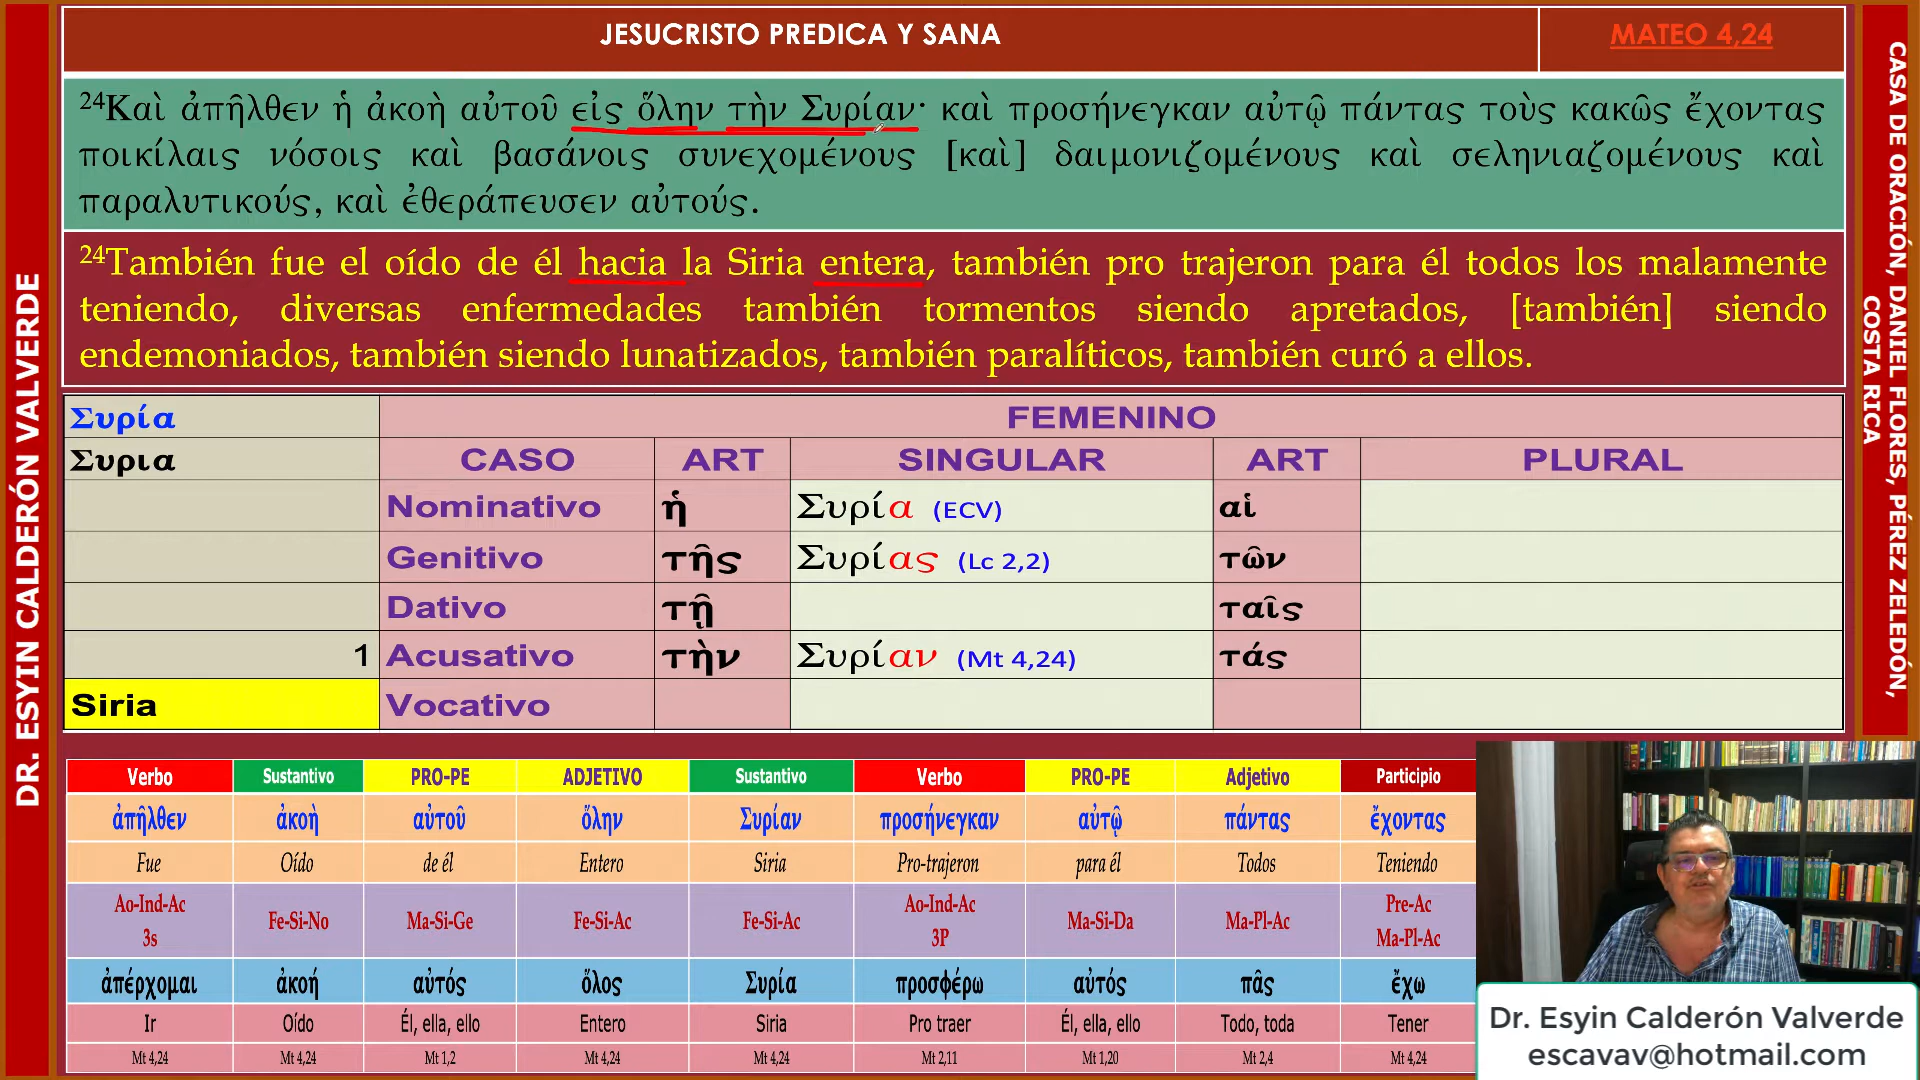 JESUCRISTO PREDICA Y SANA
MATEO 4,24
²⁴Καὶ ἀπῆλθεν ἡ ἀκοὴ αὐτοῦ εἰς ὅλην τὴν Συρίαν· καὶ προσήνεγκαν αὐτῷ πάντας τοὺς κακῶς ἔχοντας
ποικίλαις νόσοις καὶ βασάνοις συνεχομένους [καὶ] δαιμονιζομένους καὶ σεληνιαζομένους καὶ
παραλυτικούς, καὶ ἐθεράπευσεν αὐτούς.
²⁴También fue el oído de él hacia la Siria entera, también pro trajeron para él todos los malamente
teniendo, diversas enfermedades también tormentos siendo apretados, [también] siendo
endemoniados, también siendo lunatizados, también paralíticos, también curó a ellos.
Συρία FEMENINO
Συρια CASO ART SINGULAR ART PLURAL
Nominativo ἡ Συρία (ECV) αἱ
Genitivo τῆς Συρίας (Lc 2,2) τῶν
Dativo τῇ ταῖς
1 Acusativo τὴν Συρίαν (Mt 4,24) τάς
Siria Vocativo
Verbo Sustantivo PRO-PE ADJETIVO Sustantivo Verbo PRO-PE Adjetivo Participio
ἀπῆλθεν ἀκοὴ αὐτοῦ ὅλην Συρίαν προσήνεγκαν αὐτῷ πάντας ἔχοντας
Fue Oído de él Entero Siria Pro-trajeron para él Todos Teniendo
Ao-Ind-Ac Fe-Si-No Ma-Si-Ge Fe-Si-Ac Fe-Si-Ac Ao-Ind-Ac Ma-Si-Da Ma-Pl-Ac Pre-Ac
3s 3P Ma-Pl-Ac
ἀπέρχομαι ἀκοή αὐτός ὅλος Συρία προσφέρω αὐτός πᾶς ἔχω
Ir Oído Él, ella, ello Entero Siria Pro traer Él, ella, ello Todo, toda Tener
Mt 4,24 Mt 4,24 Mt 1,2 Mt 4,24 Mt 4,24 Mt 2,11 Mt 1,20 Mt 2,4 Mt 4,24
DR. ESYIN CALDERÓN VALVERDE
CASA DE ORACIÓN, DANIEL FLORES, PÉREZ ZELEDÓN,
COSTA RICA
Dr. Esyin Calderón Valverde
escavav@hotmail.com